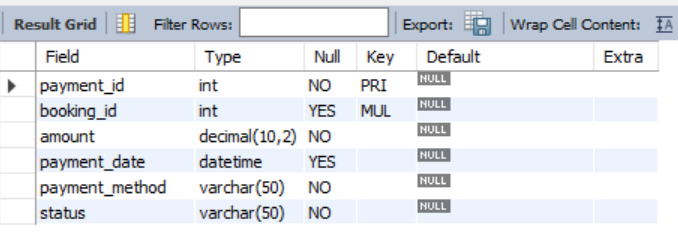 Result Grid Filter Rows: Export: Wrap Cell Content: IA
Field Type Null Key Default Extra
payment_id int NO PRI NULL
booking_id int YES MUL NULL
amount decimal(10,2) NO NULL
payment_date datetime YES NULL
payment_method varchar(50) NO NULL
status varchar(50) NO NULL